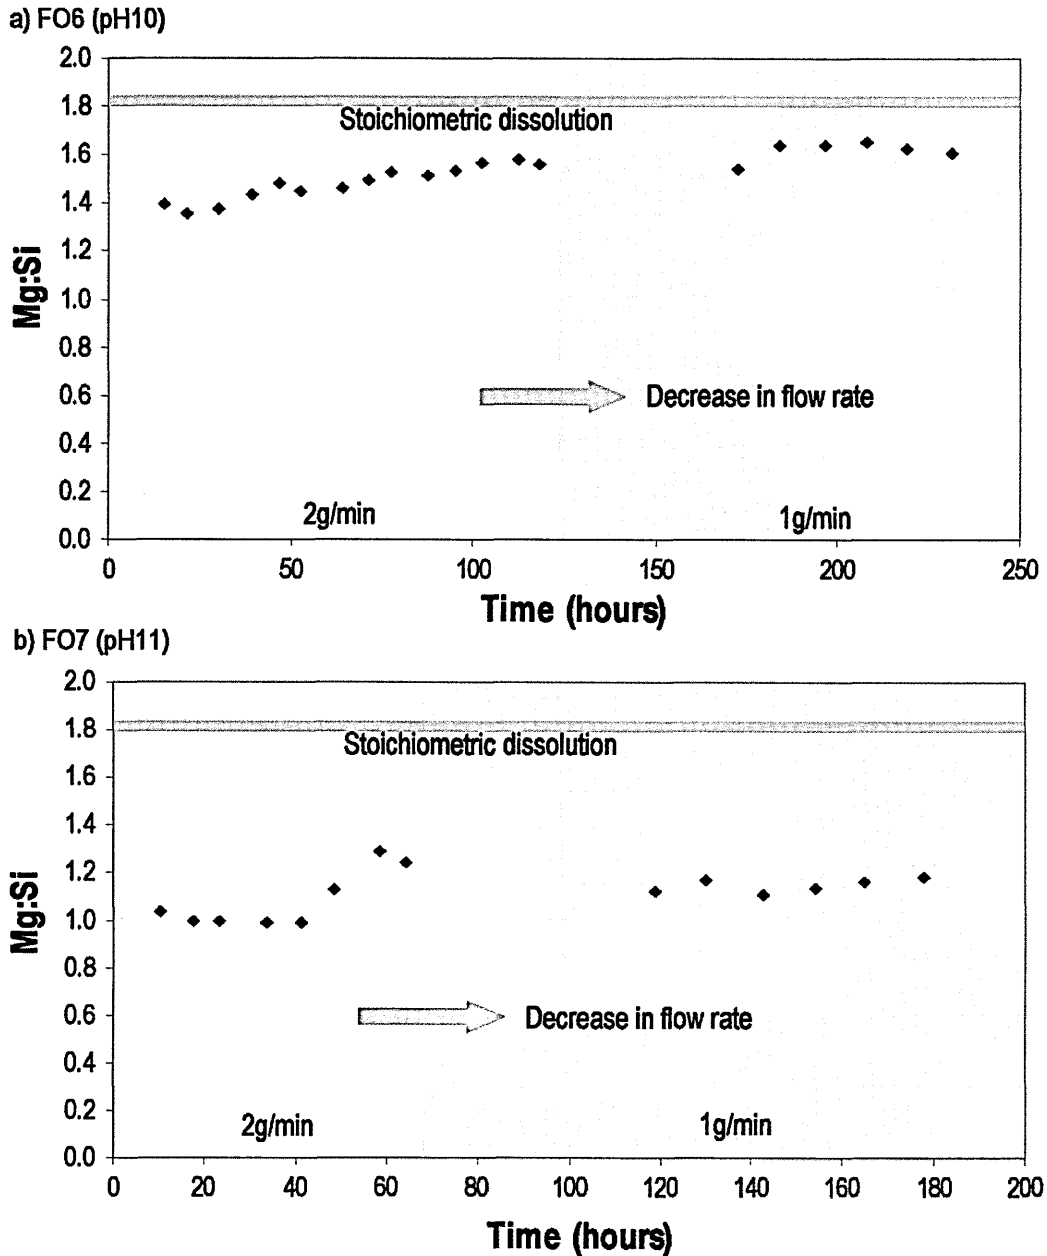 a) FO6 (pH10)
2.0
1.8
Stoichiometric dissolution
1.6
1.4
1.2
1.0
0.8
0.6
Decrease in flow rate
0.4
0.2
2g/min
1g/min
0.0
0 50 100 150 200 250
Mg:Si
Time (hours)
b) FO7 (pH11)
2.0
1.8
Stoichiometric dissolution
1.6
1.4
1.2
1.0
0.8
0.6
Decrease in flow rate
0.4
0.2
2g/min
1g/min
0.0
0 20 40 60 80 100 120 140 160 180 200
Mg:Si
Time (hours)